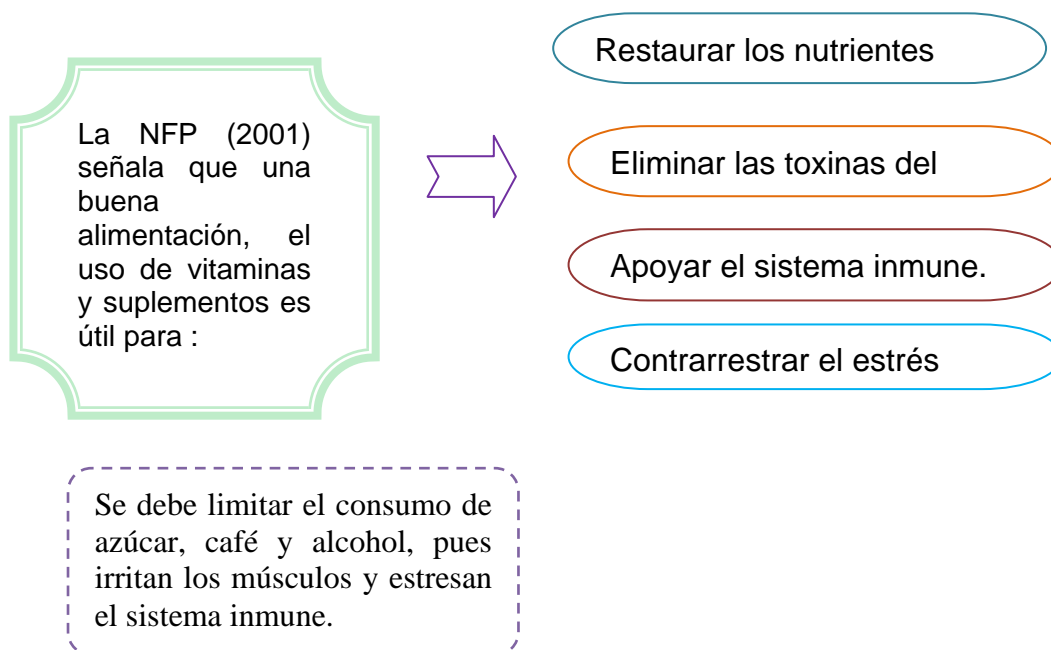 La NFP (2001)
señala que una
buena
alimentación, el
uso de vitaminas
y suplementos es
útil para :
Restaurar los nutrientes
Eliminar las toxinas del
Apoyar el sistema inmune.
Contrarrestrar el estrés
Se debe limitar el consumo de
azúcar, café y alcohol, pues
irritan los músculos y estresan
el sistema inmune.